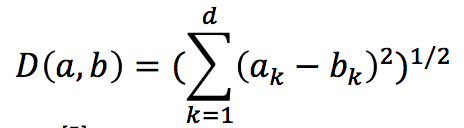 D(a, b) = (∑_{k=1}^{d} (a_k − b_k)^2)^{1/2}